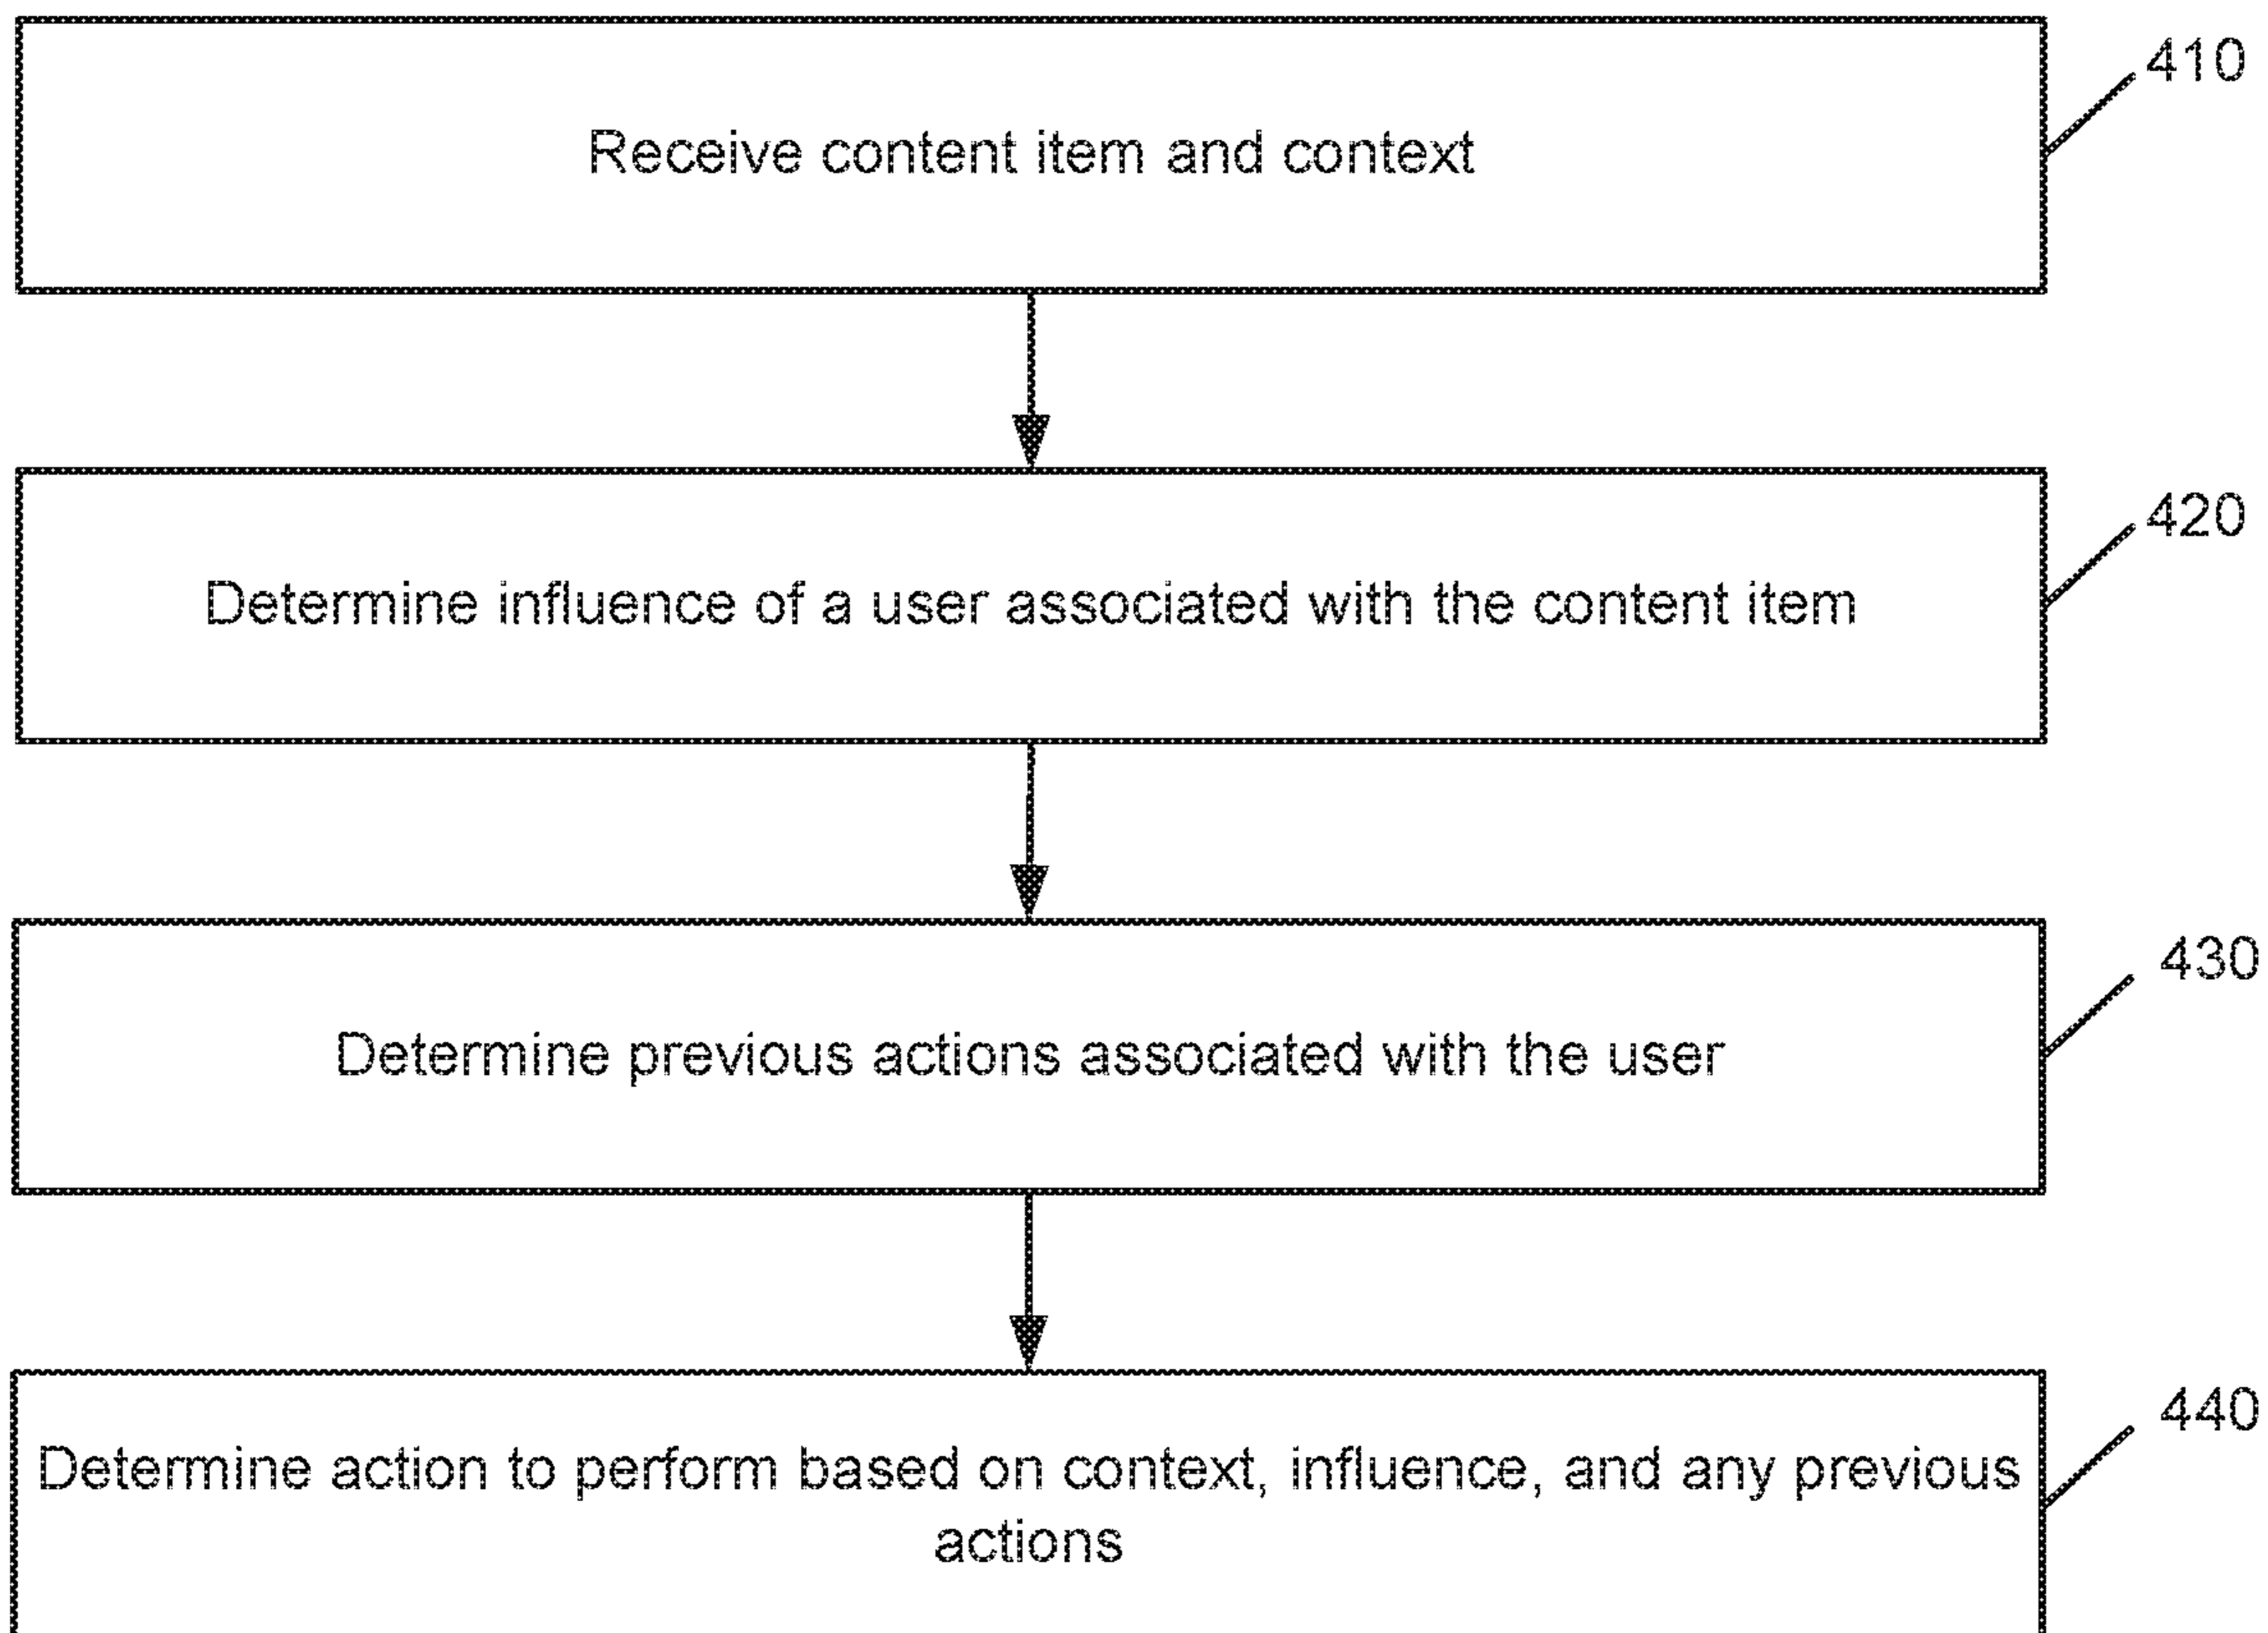 410
Receive content item and context
420
Determine influence of a user associated with the content item
430
Determine previous actions associated with the user
440
Determine action to perform based on context, influence, and any previous
actions